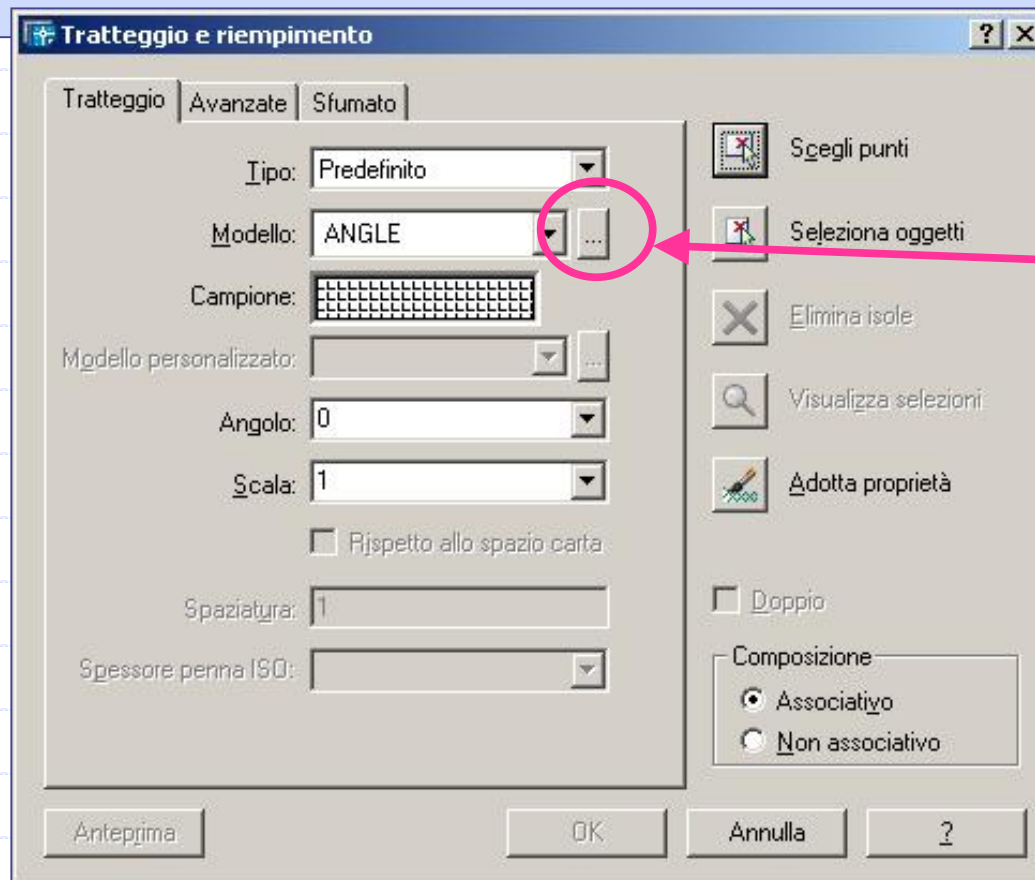 Tratteggio e riempimento
Tratteggio Avanzate Sfumato
Tipo: Predefinito
Modello: ANGLE ...
Campione:
Modello personalizzato: ...
Angolo: 0
Scala: 1
Rispetto allo spazio carta
Spaziatura: 1
Spessore penna ISO:
Scegli punti
Seleziona oggetti
Elimina isole
Visualizza selezioni
Adotta proprietà
Doppio
Composizione
Associativo
Non associativo
Anteprima OK Annulla ?